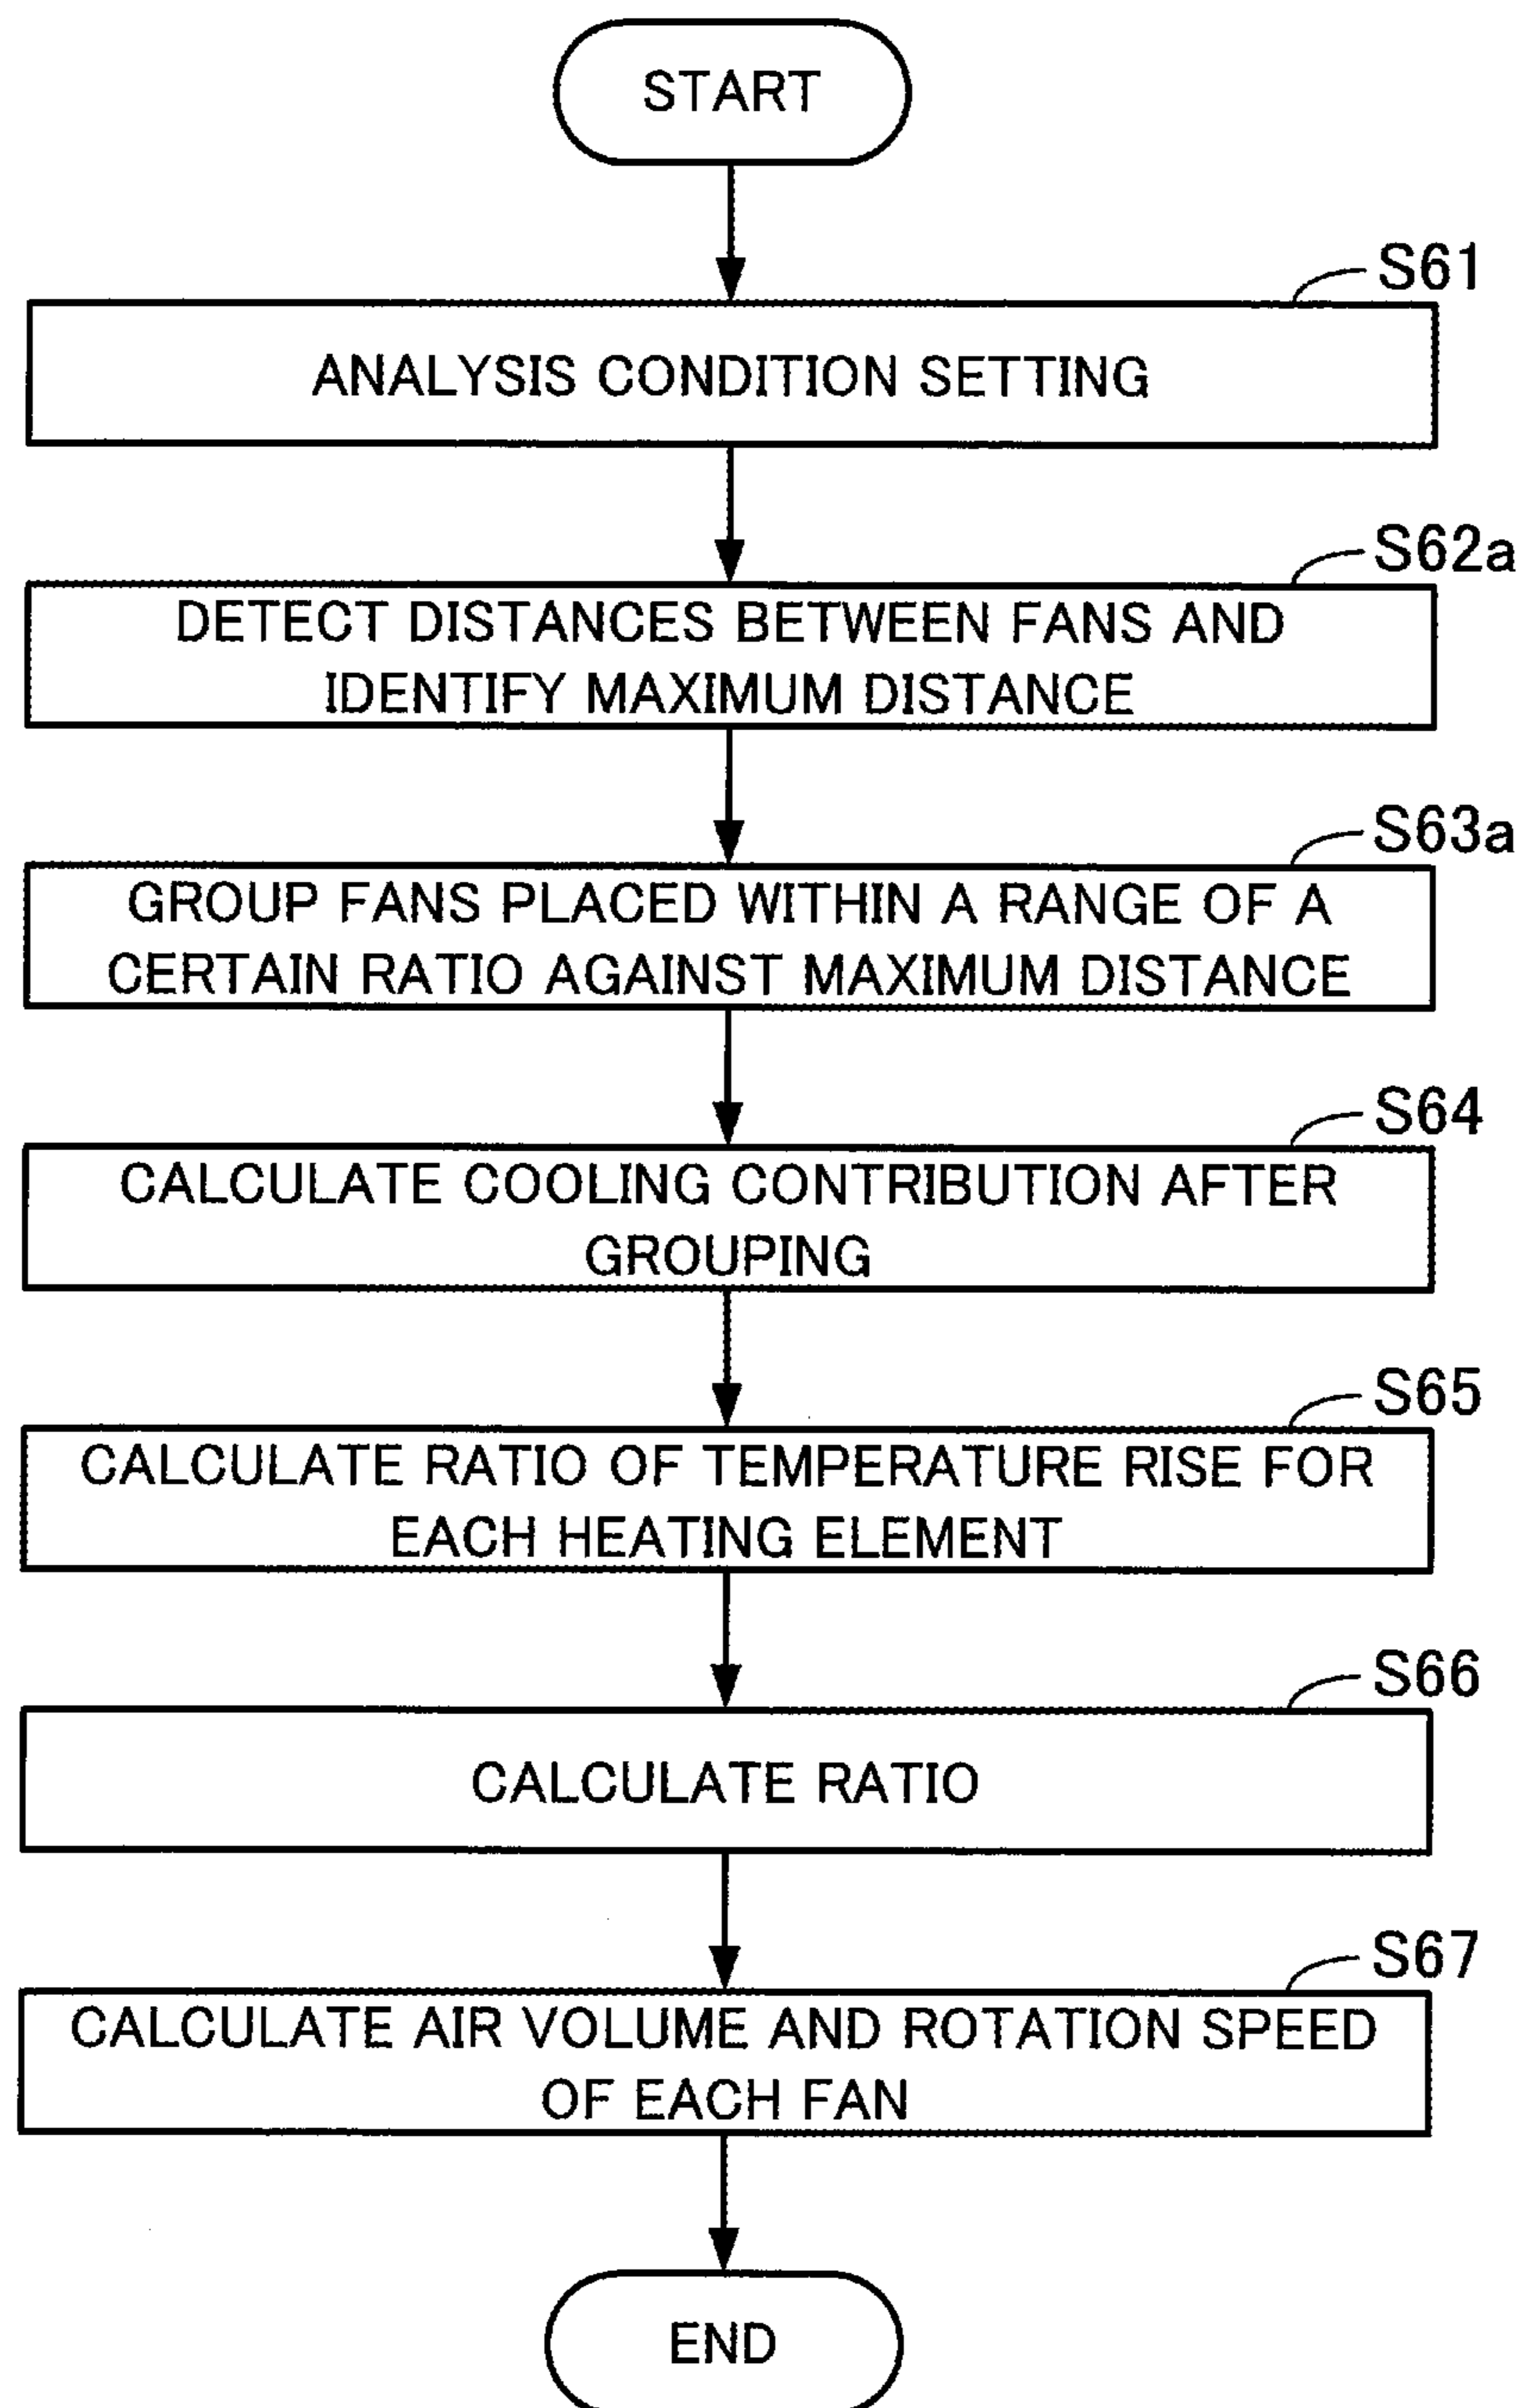 START
S61
ANALYSIS CONDITION SETTING
S62a
DETECT DISTANCES BETWEEN FANS AND
IDENTIFY MAXIMUM DISTANCE
S63a
GROUP FANS PLACED WITHIN A RANGE OF A
CERTAIN RATIO AGAINST MAXIMUM DISTANCE
S64
CALCULATE COOLING CONTRIBUTION AFTER
GROUPING
S65
CALCULATE RATIO OF TEMPERATURE RISE FOR
EACH HEATING ELEMENT
S66
CALCULATE RATIO
S67
CALCULATE AIR VOLUME AND ROTATION SPEED
OF EACH FAN
END